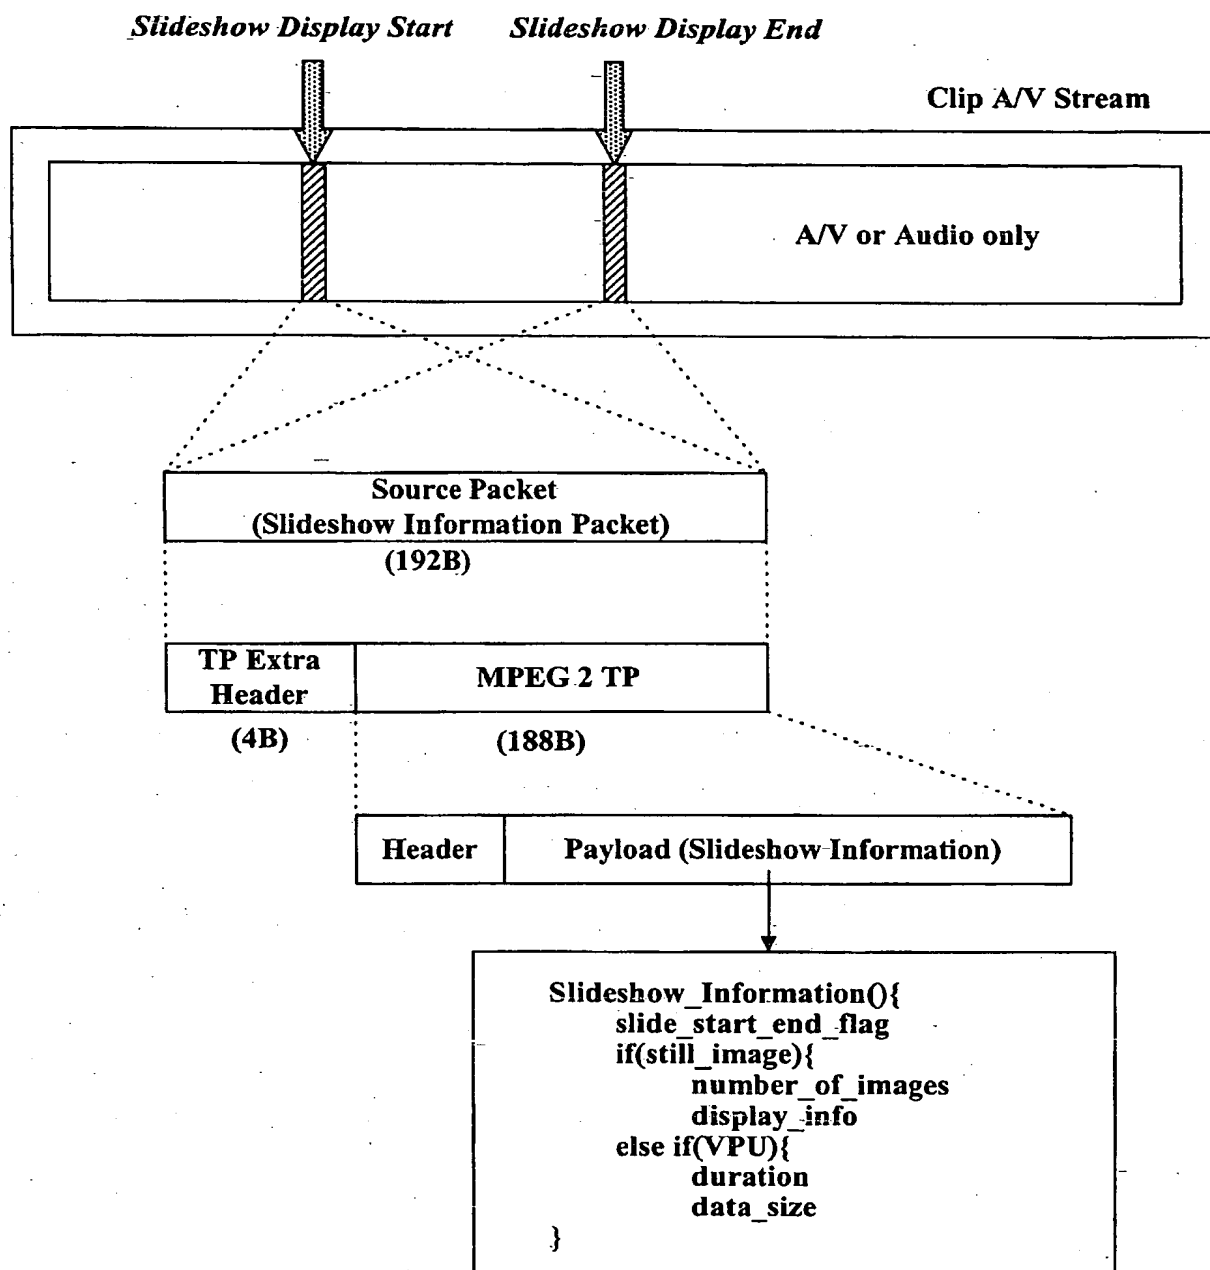 Slideshow Display Start
Slideshow Display End
Clip A/V Stream
A/V or Audio only
Source Packet
(Slideshow Information Packet)
(192B)
TP Extra
Header
MPEG 2 TP
(4B)
(188B)
Header
Payload (Slideshow Information)
Slideshow_Information(){
slide_start_end_flag
if(still_image){
number_of_images
display_info
else if(VPU){
duration
data_size
}